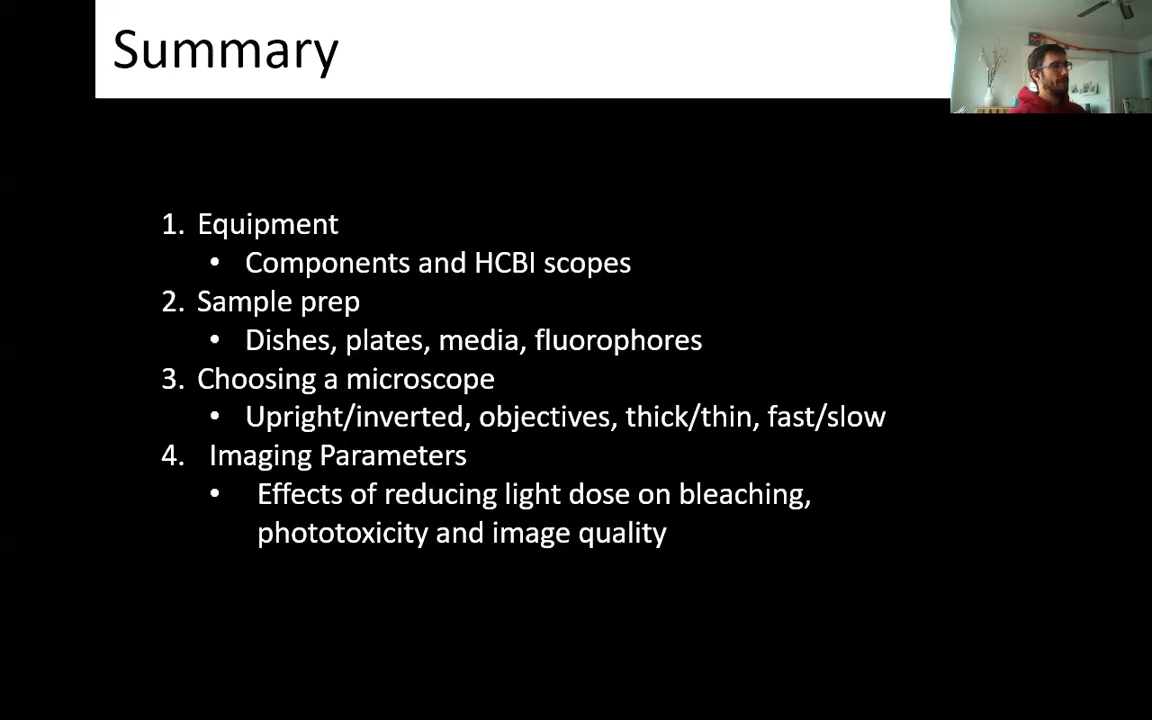 Summary
1. Equipment
• Components and HCBI scopes
2. Sample prep
• Dishes, plates, media, fluorophores
3. Choosing a microscope
• Upright/inverted, objectives, thick/thin, fast/slow
4. Imaging Parameters
• Effects of reducing light dose on bleaching,
phototoxicity and image quality